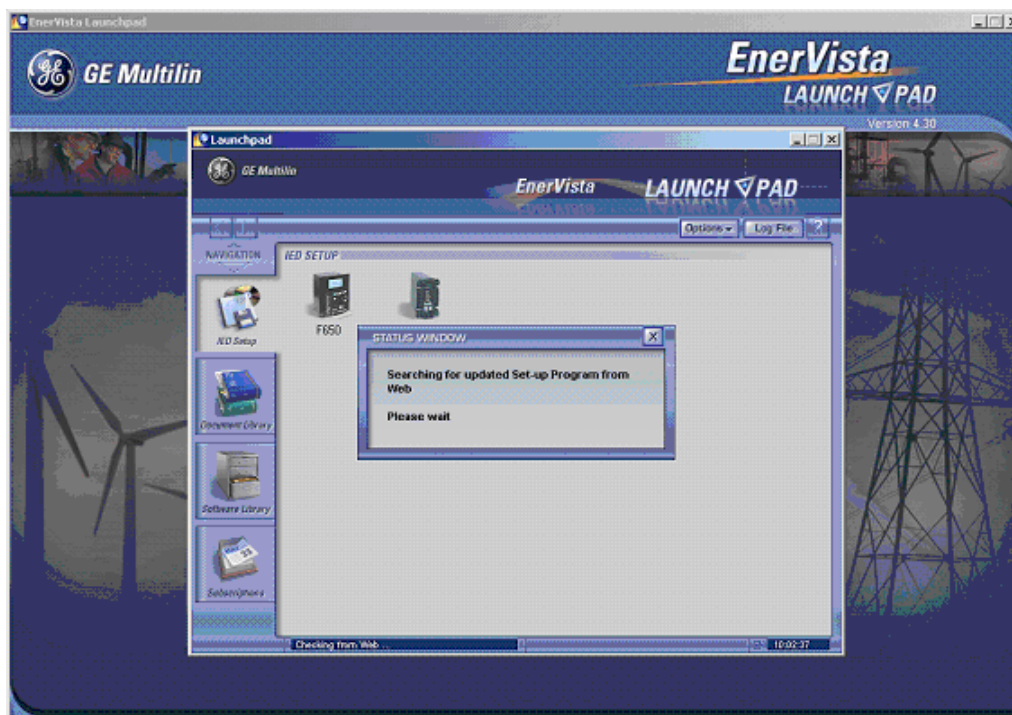 EnerVista Launchpad
GE Multilin
EnerVista
LAUNCH PAD
Version 4.30
Launchpad
GE Multilin
EnerVista LAUNCH PAD
Options Log File ?
NAVIGATION
IED SETUP
IED Setup
F650
STATUS WINDOW
Searching for updated Set-up Program from
Web
Please wait
Document Library
Software Library
Subscriptions
Checking from Web ...
10:02:37